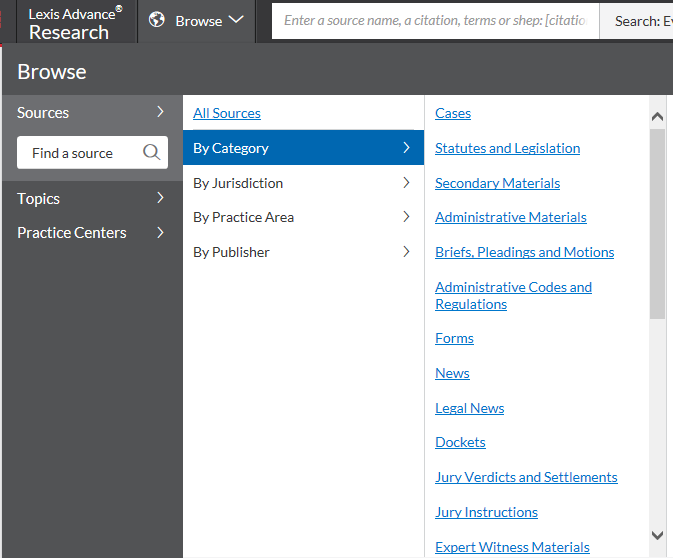 Lexis Advance®
Research
Browse
Enter a source name, a citation, terms or shep: [citatio
Search: E
Browse
Sources
Find a source
Topics
Practice Centers
All Sources
By Category
By Jurisdiction
By Practice Area
By Publisher
Cases
Statutes and Legislation
Secondary Materials
Administrative Materials
Briefs, Pleadings and Motions
Administrative Codes and
Regulations
Forms
News
Legal News
Dockets
Jury Verdicts and Settlements
Jury Instructions
Expert Witness Materials